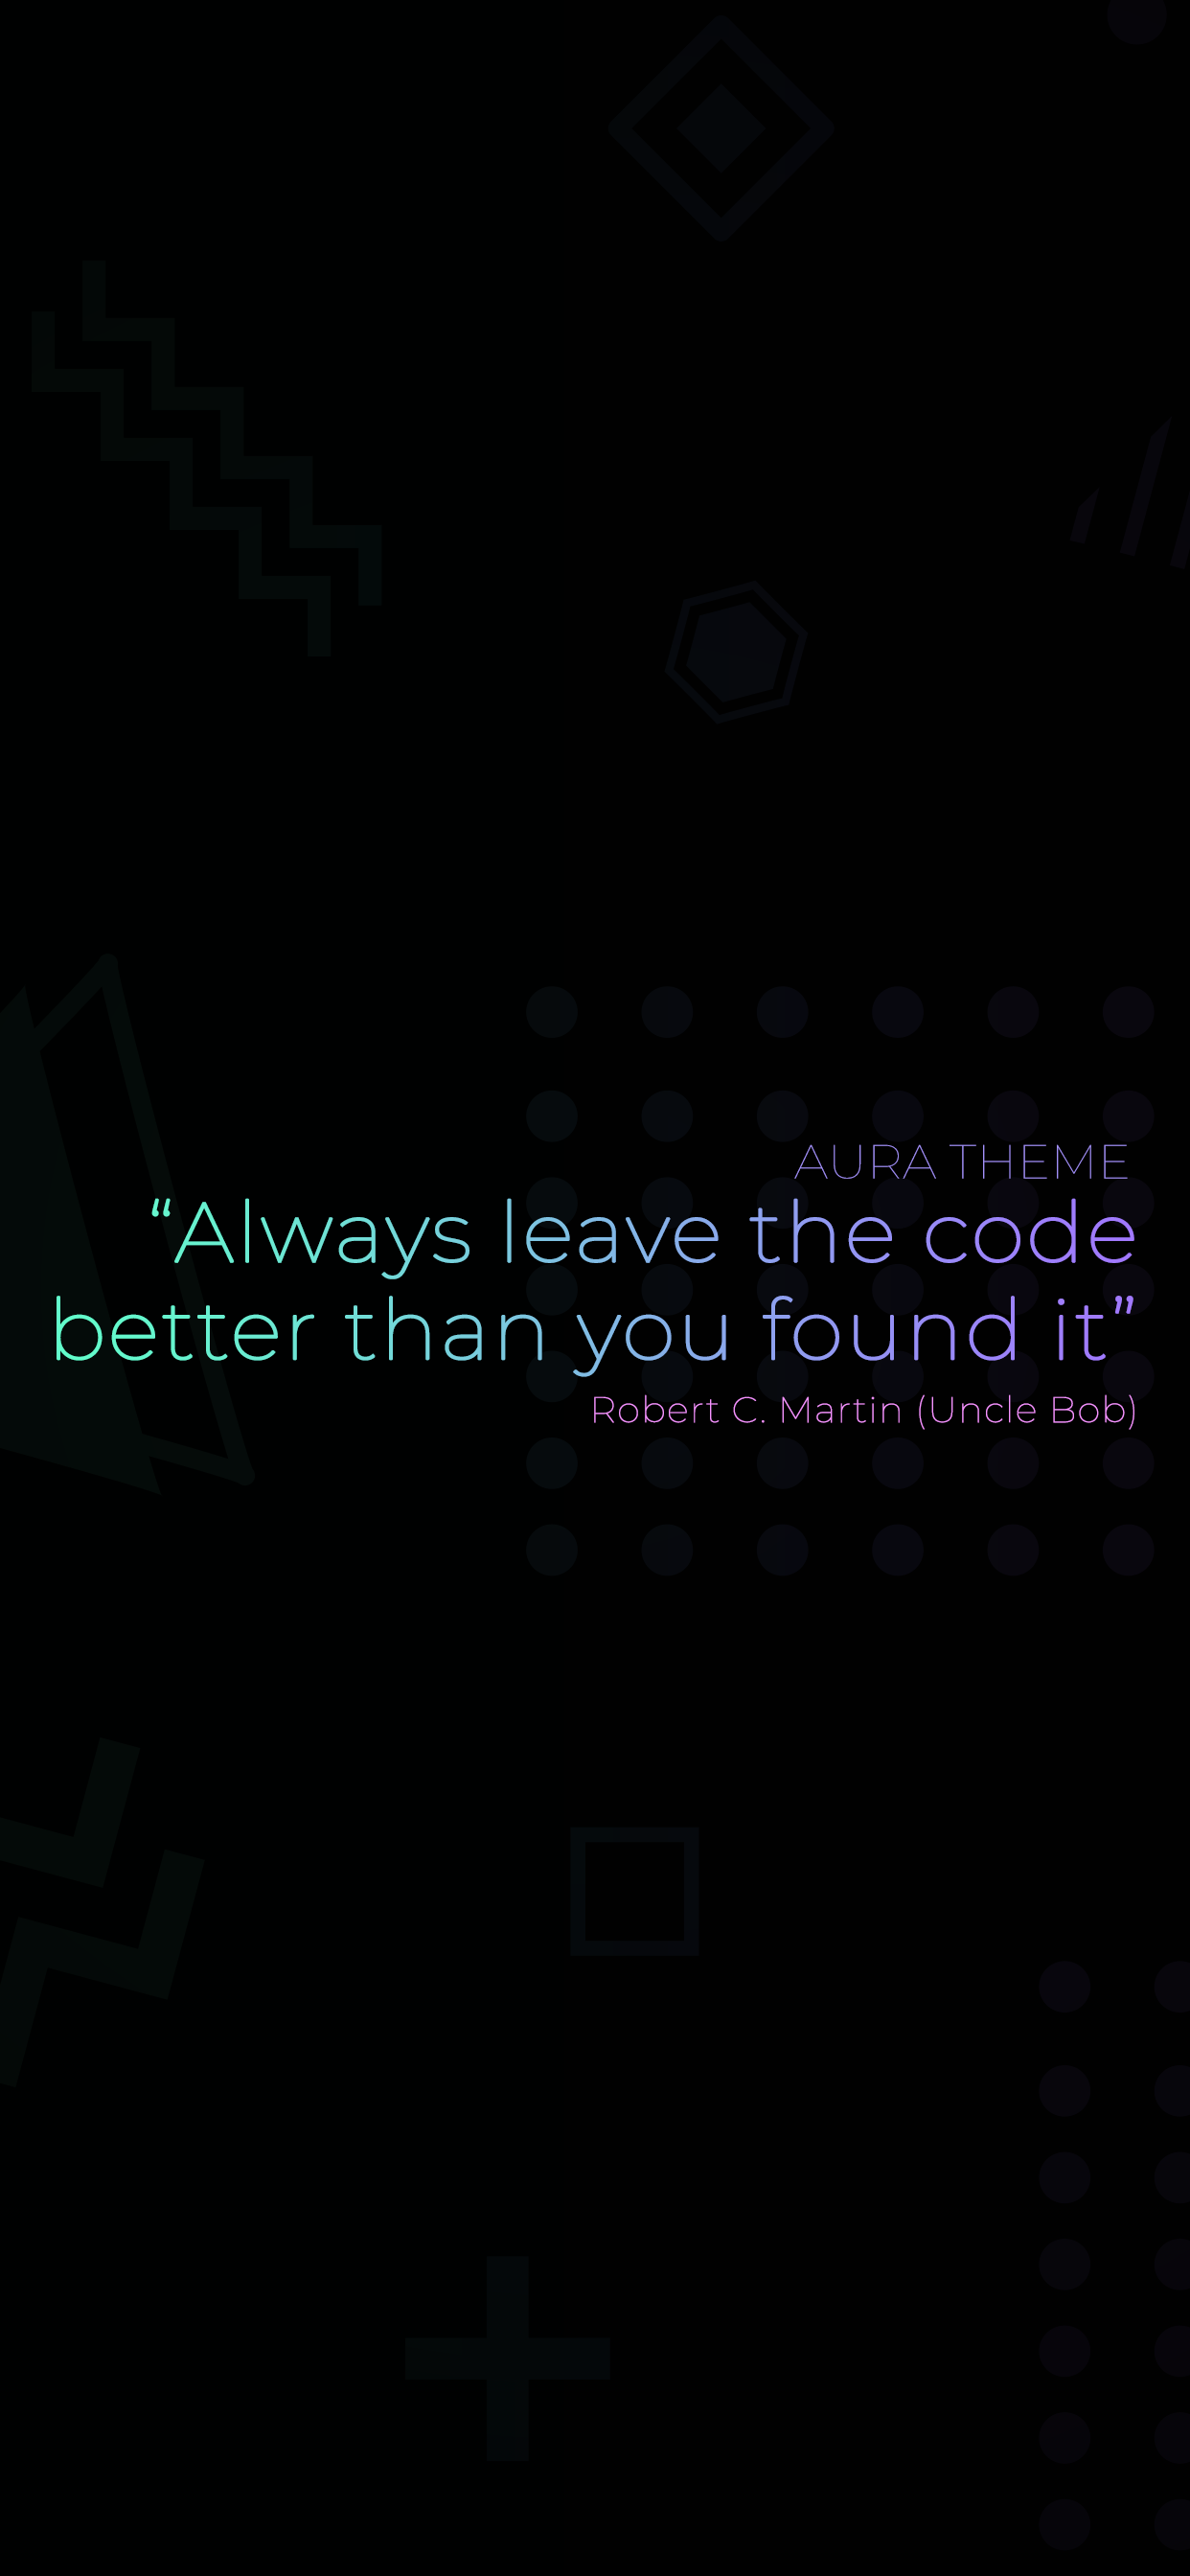 AURA THEME
“Always leave the code
better than you found it”
Robert C. Martin (Uncle Bob)